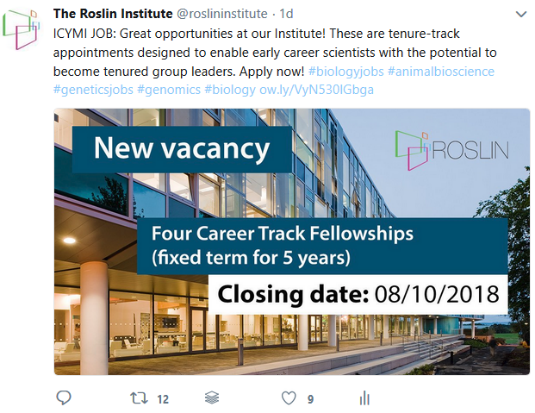 The Roslin Institute @roslininstitute · 1d
ICYMI JOB: Great opportunities at our Institute! These are tenure-track
appointments designed to enable early career scientists with the potential to
become tenured group leaders. Apply now! #biologyjobs #animalbioscience
#geneticsjobs #genomics #biology ow.ly/VyN530lGbga
New vacancy
ROSLIN
Four Career Track Fellowships
(fixed term for 5 years)
Closing date: 08/10/2018
12
9